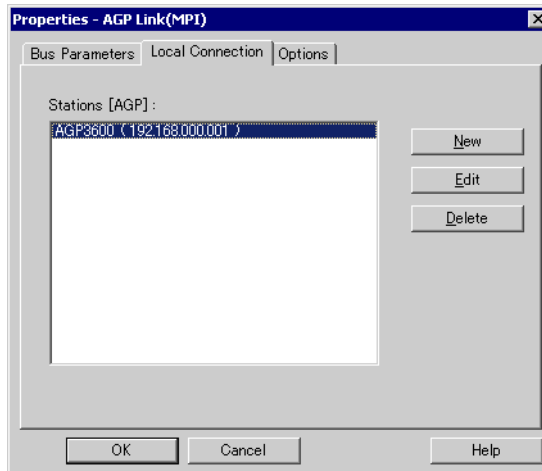 Properties - AGP Link(MPI)
Bus Parameters Local Connection Options
Stations [AGP] :
AGP3600 ( 192.168.000.001 )
New
Edit
Delete
OK Cancel Help